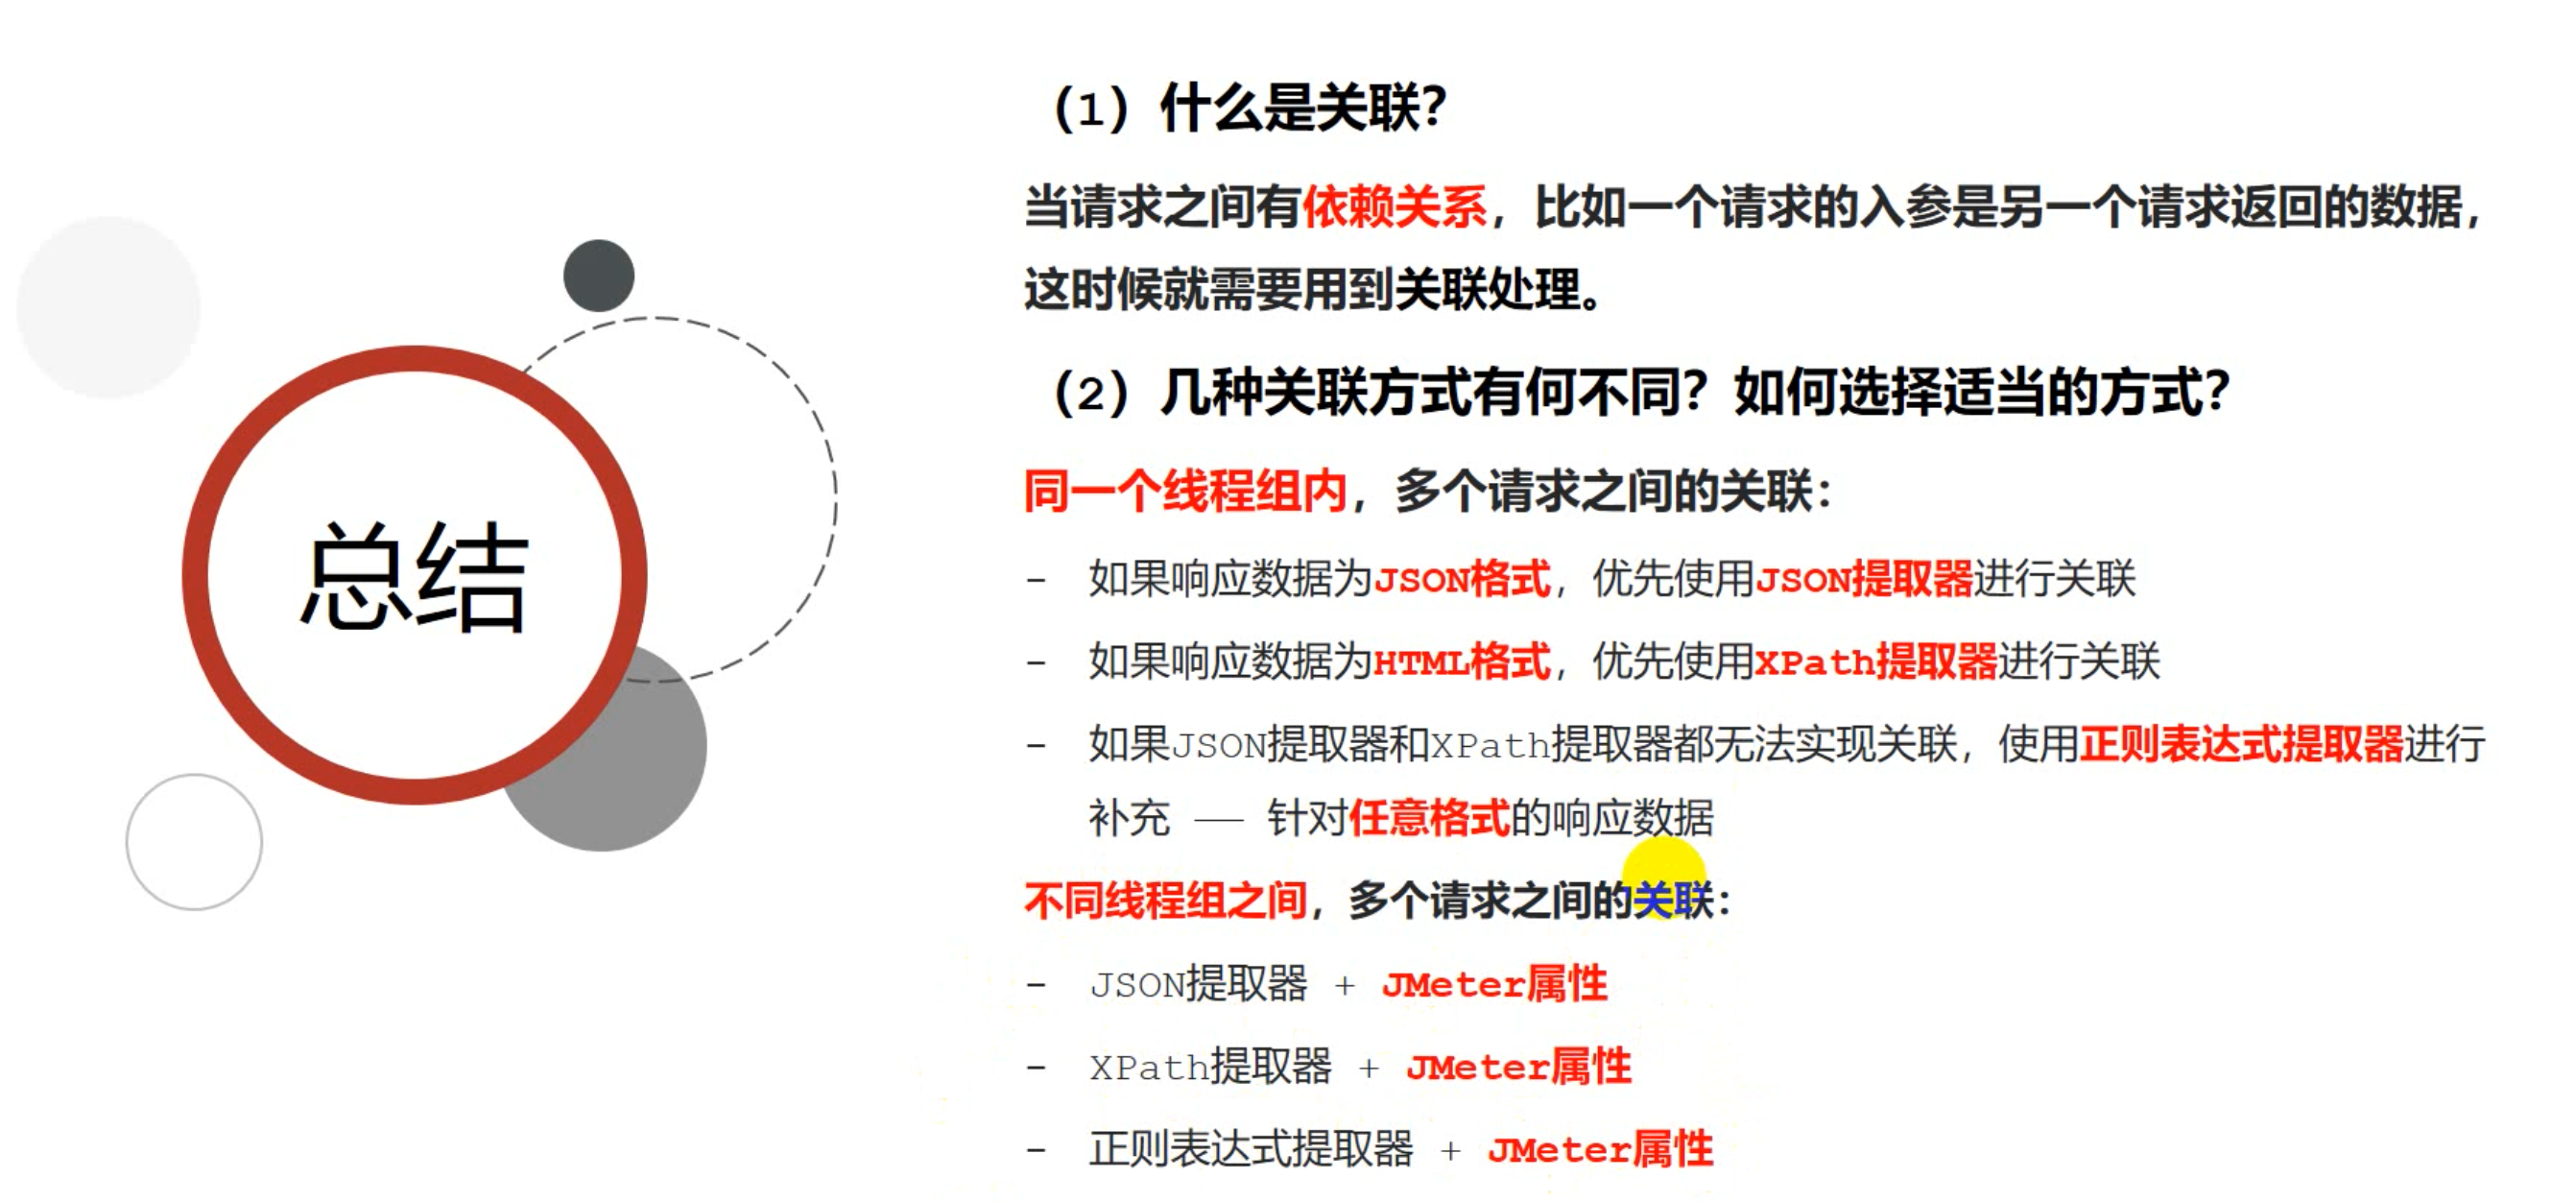 总结
（1）什么是关联？
当请求之间有依赖关系，比如一个请求的入参是另一个请求返回的数据，
这时候就需要用到关联处理。
（2）几种关联方式有何不同？如何选择适当的方式？
同一个线程组内，多个请求之间的关联：
- 如果响应数据为JSON格式，优先使用JSON提取器进行关联
- 如果响应数据为HTML格式，优先使用XPath提取器进行关联
- 如果JSON提取器和XPath提取器都无法实现关联，使用正则表达式提取器进行
补充 —— 针对任意格式的响应数据
不同线程组之间，多个请求之间的关联：
- JSON提取器 + JMeter属性
- XPath提取器 + JMeter属性
- 正则表达式提取器 + JMeter属性